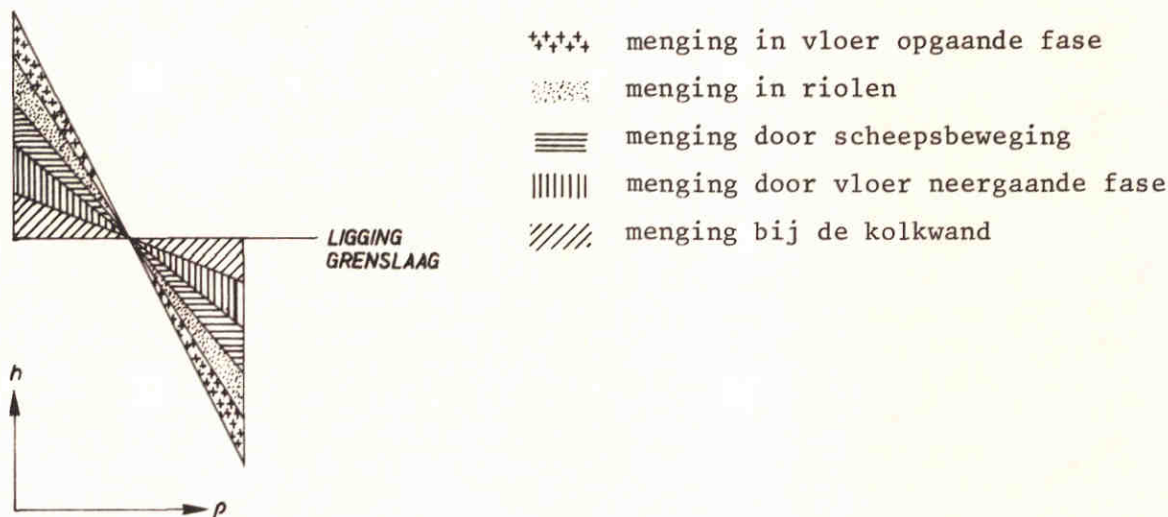 menging in vloer opgaande fase
menging in riolen
menging door scheepsbeweging
menging door vloer neergaande fase
menging bij de kolkwand
LIGGING
GRENSLAAG
h
ρ